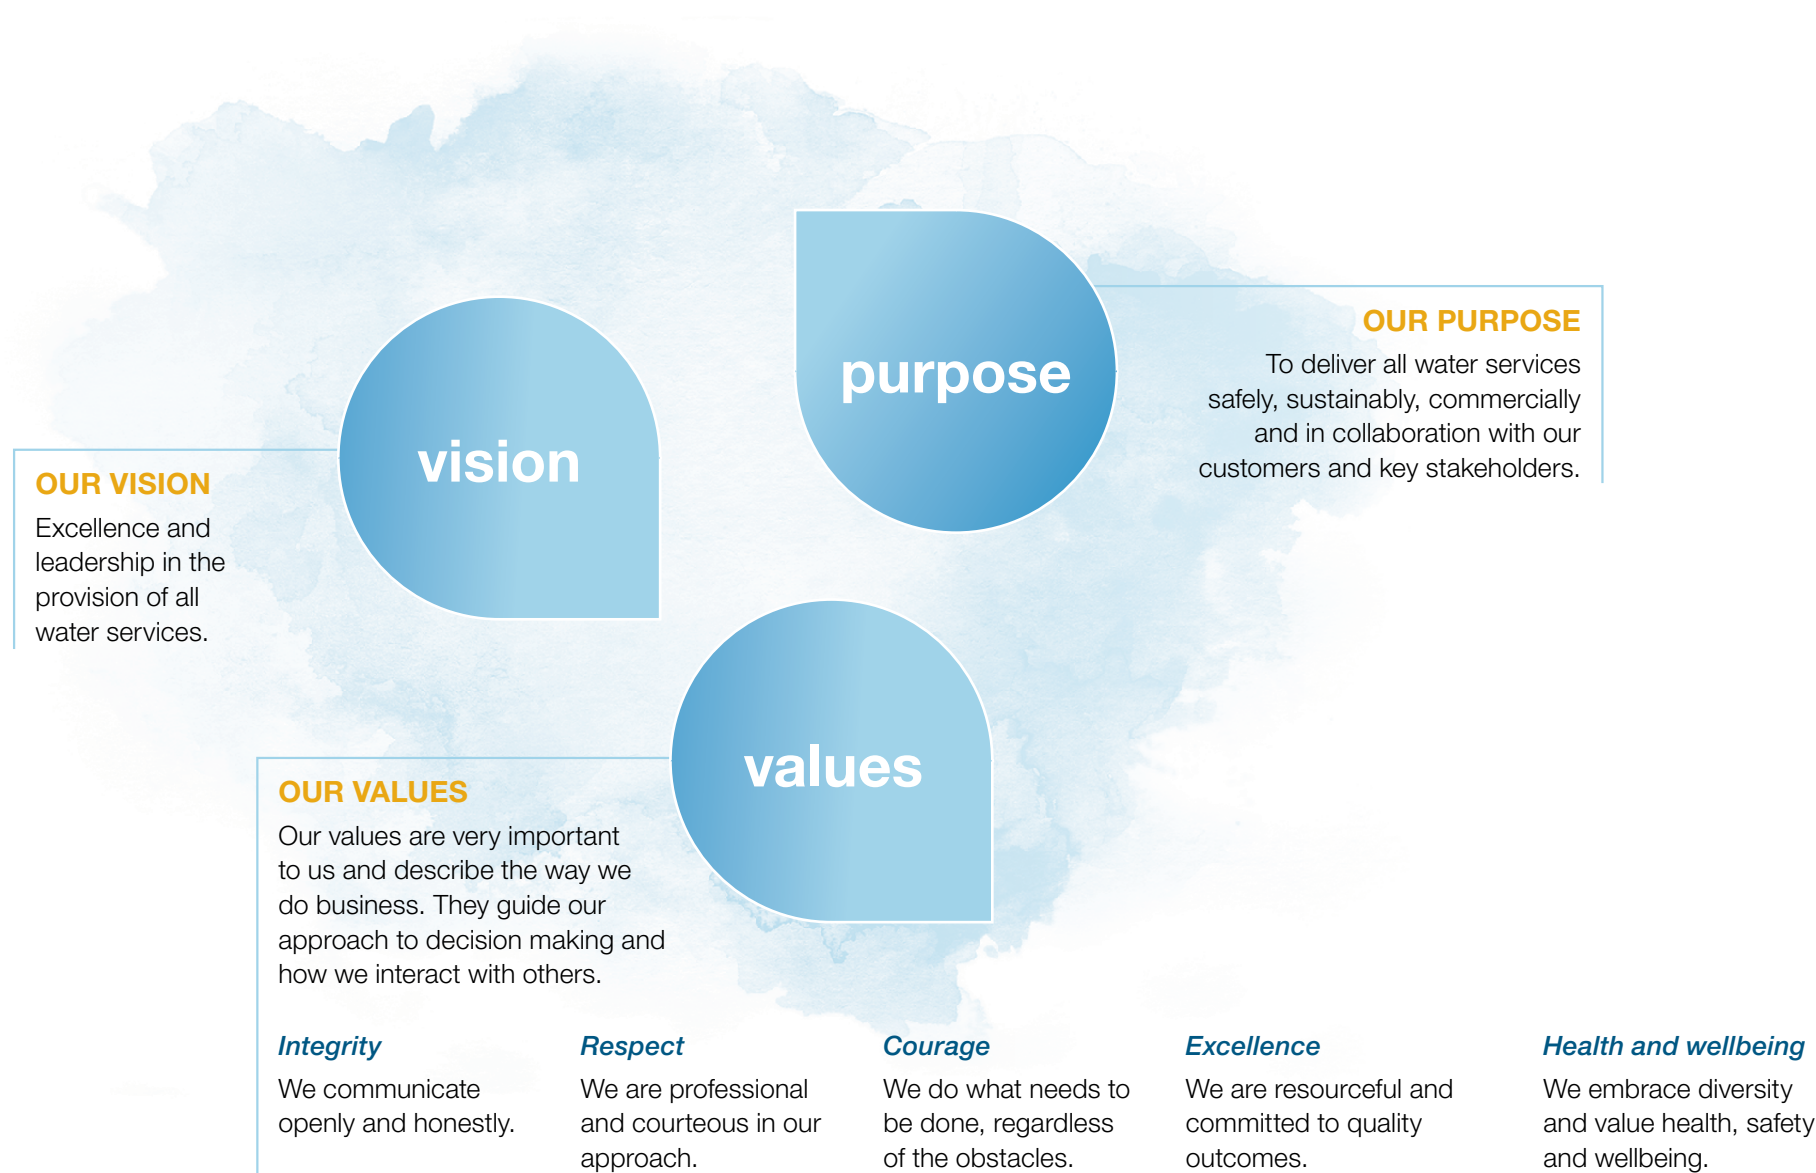 purpose
OUR PURPOSE
To deliver all water services
safely, sustainably, commercially
and in collaboration with our
customers and key stakeholders.
vision
OUR VISION
Excellence and
leadership in the
provision of all
water services.
values
OUR VALUES
Our values are very important
to us and describe the way we
do business. They guide our
approach to decision making and
how we interact with others.
Integrity
We communicate
openly and honestly.
Respect
We are professional
and courteous in our
approach.
Courage
We do what needs to
be done, regardless
of the obstacles.
Excellence
We are resourceful and
committed to quality
outcomes.
Health and wellbeing
We embrace diversity
and value health, safety
and wellbeing.